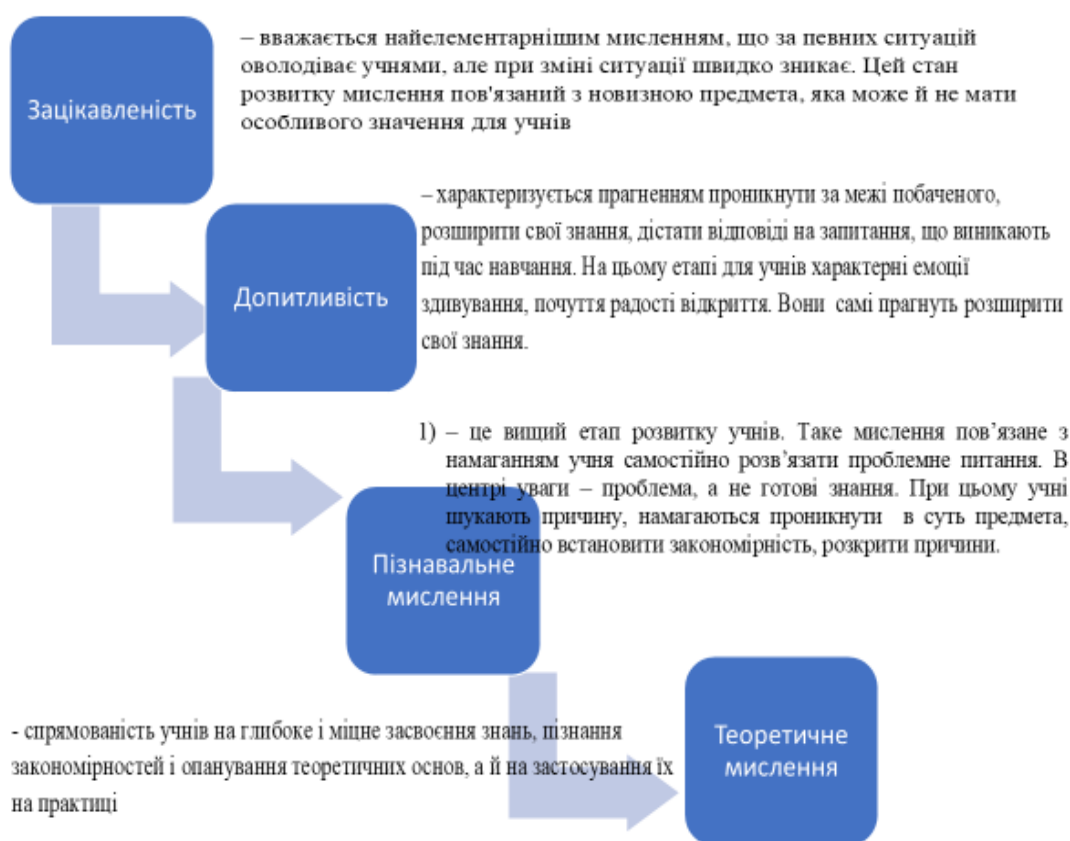 Зацікавленість
– вважається найелементарнішим мисленням, що за певних ситуацій
оволодіває учнями, але при зміні ситуації швидко зникає. Цей стан
розвитку мислення пов'язаний з новизною предмета, яка може й не мати
особливого значення для учнів
Допитливість
– характеризується прагненням проникнути за межі побаченого,
розширити свої знання, дістати відповіді на запитання, що виникають
під час навчання. На цьому етапі для учнів характерні емоції
здивування, почуття радості відкриття. Вони самі прагнуть розширити
свої знання.
1) – це вищий етап розвитку учнів. Таке мислення пов’язане з
намаганням учня самостійно розв’язати проблемне питання. В
центрі уваги – проблема, а не готові знання. При цьому учні
шукають причину, намагаються проникнути в суть предмета,
самостійно встановити закономірність, розкрити причини.
Пізнавальне
мислення
- спрямованість учнів на глибоке і міцне засвоєння знань, пізнання
закономірностей і опанування теоретичних основ, а й на застосування їх
на практиці
Теоретичне
мислення